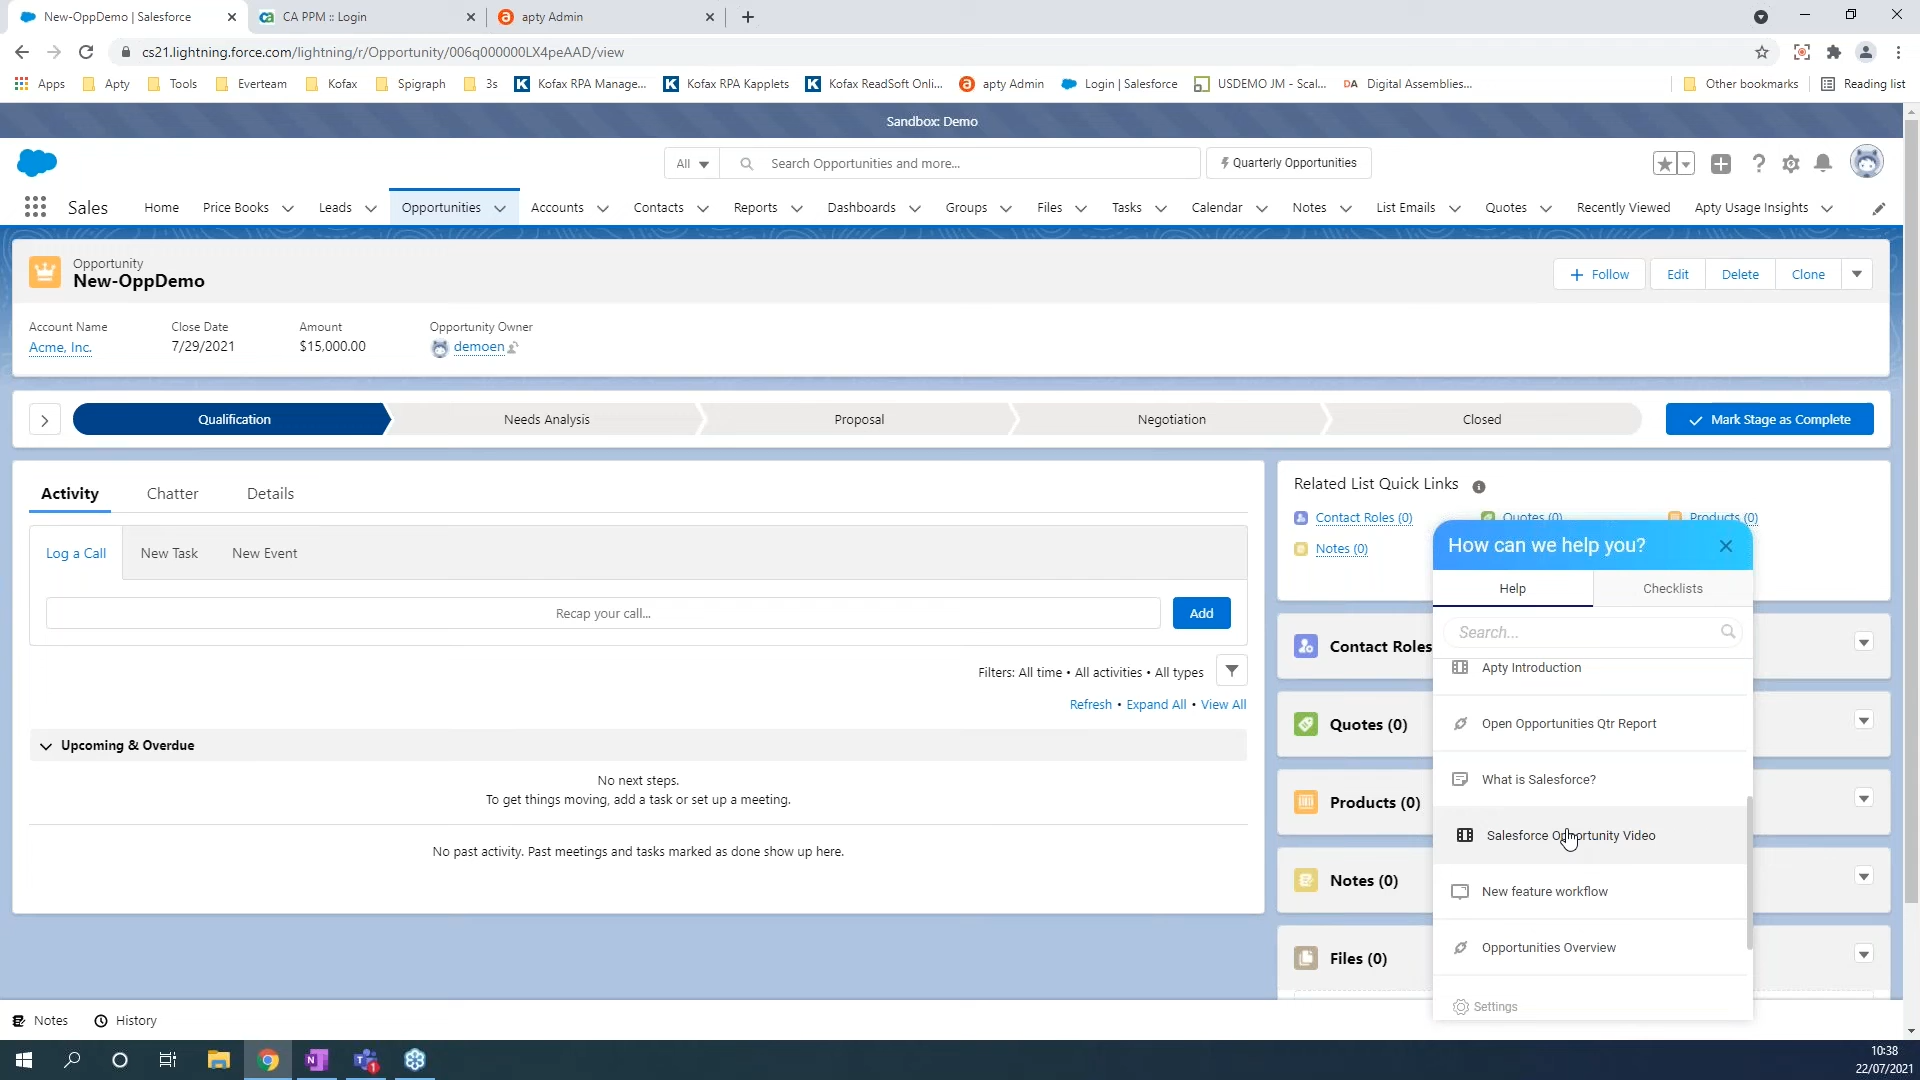 New-OppDemo | Salesforce
CA PPM :: Login
apty Admin
cs21.lightning.force.com/lightning/r/Opportunity/006q000000LX4peAAD/view
Apps Apty Tools Everteam Kofax Spigraph 3s Kofax RPA Manage... Kofax RPA Kapplets Kofax ReadSoft Onli... apty Admin Login | Salesforce USDEMO JM - Scal... DA Digital Assemblies... Other bookmarks Reading list
Sandbox: Demo
All Search Opportunities and more... Quarterly Opportunities
Sales Home Price Books Leads Opportunities Accounts Contacts Reports Dashboards Groups Files Tasks Calendar Notes List Emails Quotes Recently Viewed Apty Usage Insights
Opportunity
New-OppDemo
Follow Edit Delete Clone
Account Name Close Date Amount Opportunity Owner
Acme, Inc. 7/29/2021 $15,000.00 demoen
Qualification Needs Analysis Proposal Negotiation Closed Mark Stage as Complete
Activity Chatter Details
Log a Call New Task New Event
Recap your call... Add
Filters: All time • All activities • All types
Refresh • Expand All • View All
Upcoming & Overdue
No next steps.
To get things moving, add a task or set up a meeting.
No past activity. Past meetings and tasks marked as done show up here.
Related List Quick Links
Contact Roles (0) Quotes (0) Products (0)
Notes (0)
Contact Roles
Quotes (0)
Products (0)
Notes (0)
Files (0)
How can we help you?
Help Checklists
Search...
Apty Introduction
Open Opportunities Qtr Report
What is Salesforce?
Salesforce Opportunity Video
New feature workflow
Opportunities Overview
Settings
Notes History
1
10:38
22/07/2021